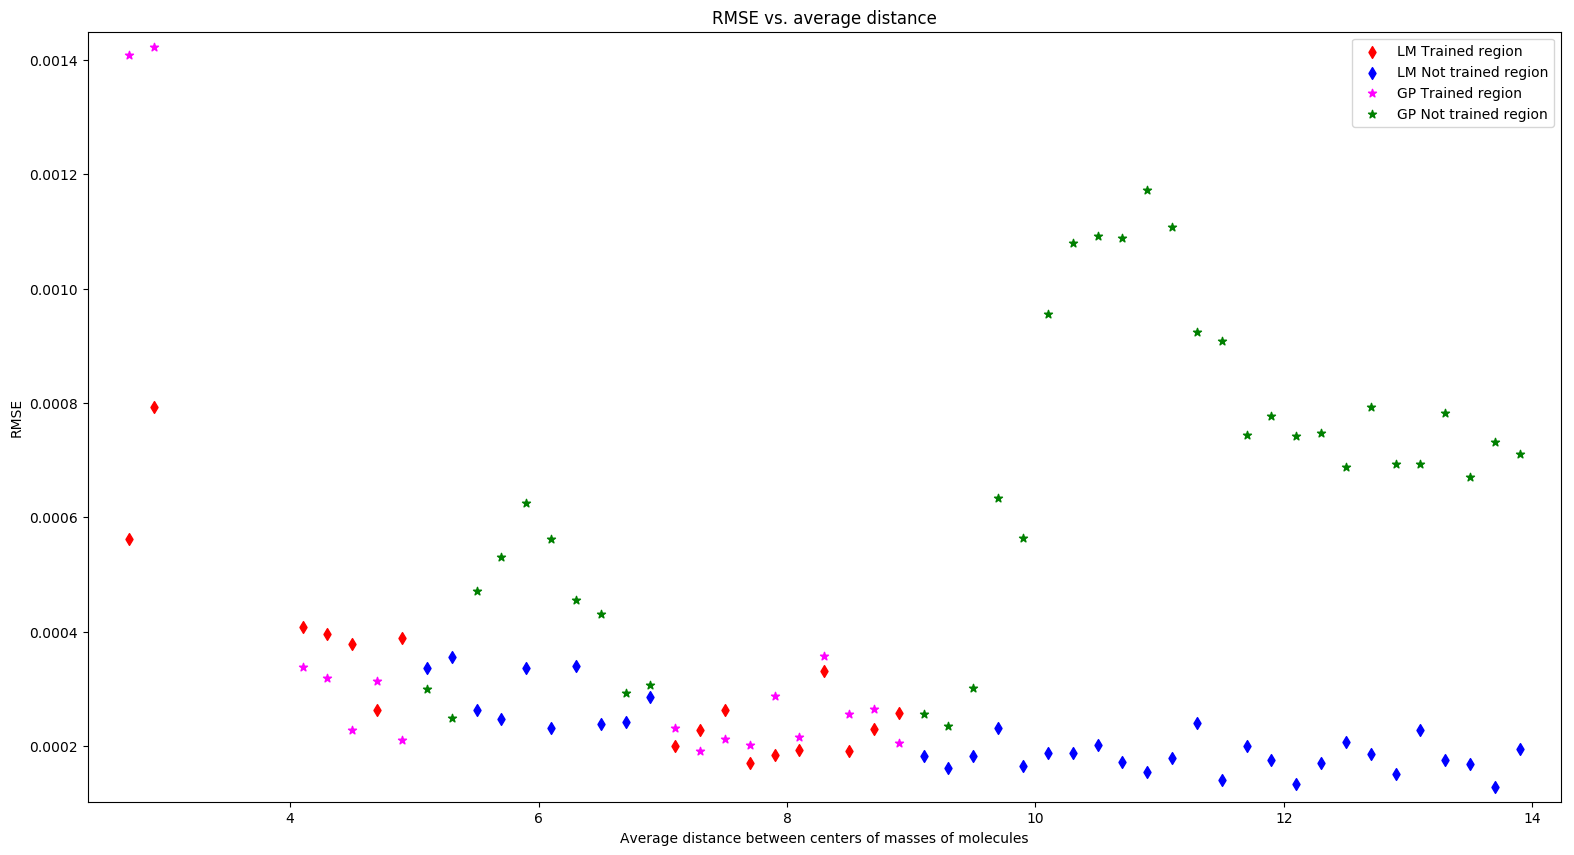 RMSE vs. average distance
LM Trained region
LM Not trained region
GP Trained region
GP Not trained region
0.0014
0.0012
0.0010
0.0008
0.0006
0.0004
0.0002
RMSE
4 6 8 10 12 14
Average distance between centers of masses of molecules